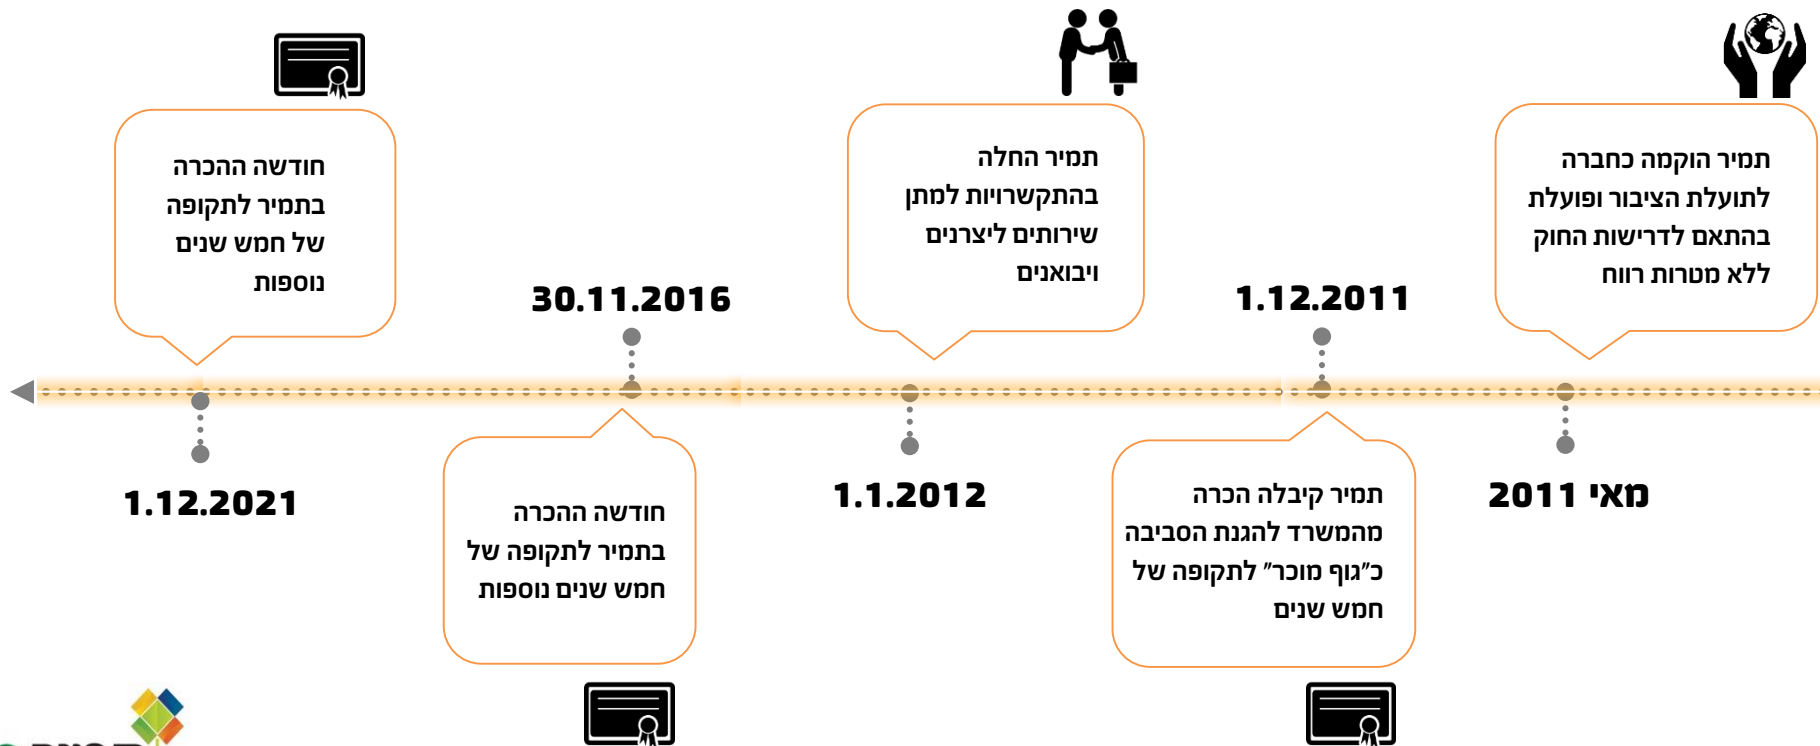 תמיר הוקמה כחברה
לתועלת הציבור ופועלת
בהתאם לדרישות החוק
ללא מטרות רווח
מאי 2011
1.12.2011
תמיר קיבלה הכרה
מהמשרד להגנת הסביבה
כ"גוף מוכר" לתקופה של
חמש שנים
תמיר החלה
בהתקשרויות למתן
שירותים ליצרנים
ויבואנים
1.1.2012
30.11.2016
חודשה ההכרה
בתמיר לתקופה של
חמש שנים נוספות
חודשה ההכרה
בתמיר לתקופה
של חמש שנים
נוספות
1.12.2021